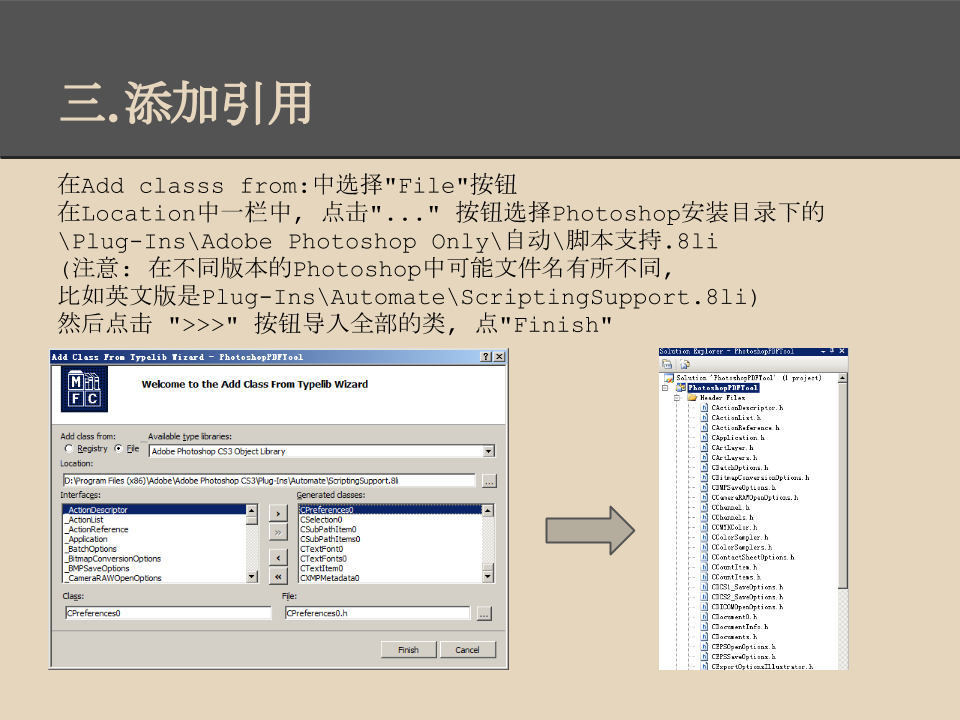 三.添加引用
在Add classs from:中选择"File"按钮
在Location中一栏中, 点击"..." 按钮选择Photoshop安装目录下的
\Plug-Ins\Adobe Photoshop Only\自动\脚本支持.8li
(注意: 在不同版本的Photoshop中可能文件名有所不同,
比如英文版是Plug-Ins\Automate\ScriptingSupport.8li)
然后点击 ">>>" 按钮导入全部的类, 点"Finish"
Add Class From Typelib Wizard - PhotoshopPDFTool
MFC
Welcome to the Add Class From Typelib Wizard
Add class from:
Available type libraries:
Registry
File
Adobe Photoshop CS3 Object Library
Location:
D:\Program Files (x86)\Adobe\Adobe Photoshop CS3\Plug-Ins\Automate\ScriptingSupport.8li
...
Interfaces:
Generated classes:
_ActionDescriptor
_ActionList
_ActionReference
_Application
_BatchOptions
_BitmapConversionOptions
_BMPSaveOptions
_CameraRAWOpenOptions
>
>>
<
<<
CPreferences0
CSelection0
CSubPathItem0
CSubPathItems0
CTextFont0
CTextFonts0
CTextItem0
CXMPMetadata0
Class:
File:
CPreferences0
CPreferences0.h
...
Finish
Cancel
Solution Explorer - PhotoshopPDFTool
Solution 'PhotoshopPDFTool' (1 project)
PhotoshopPDFTool
Header Files
CActionDescriptor.h
CActionList.h
CActionReference.h
CApplication.h
CArtLayer.h
CArtLayers.h
CBatchOptions.h
CBitmapConversionOptions.h
CBMPSaveOptions.h
CCameraRAWOpenOptions.h
CChannel.h
CChannels.h
CCMYKColor.h
CColorSampler.h
CColorSamplers.h
CContactSheetOptions.h
CCountItem.h
CCountItems.h
CDCS1_SaveOptions.h
CDCS2_SaveOptions.h
CDICOMOpenOptions.h
CDocument0.h
CDocumentInfo.h
CDocuments.h
CEPSOpenOptions.h
CEPSSaveOptions.h
CExportOptionsIllustrator.h